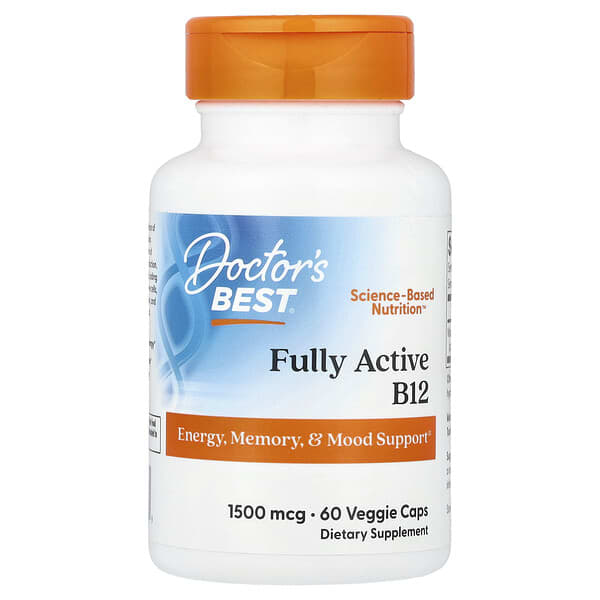 Doctor's
BEST®
Science-Based
Nutrition™
Fully Active
B12
Energy, Memory, & Mood Support*
1500 mcg · 60 Veggie Caps
Dietary Supplement